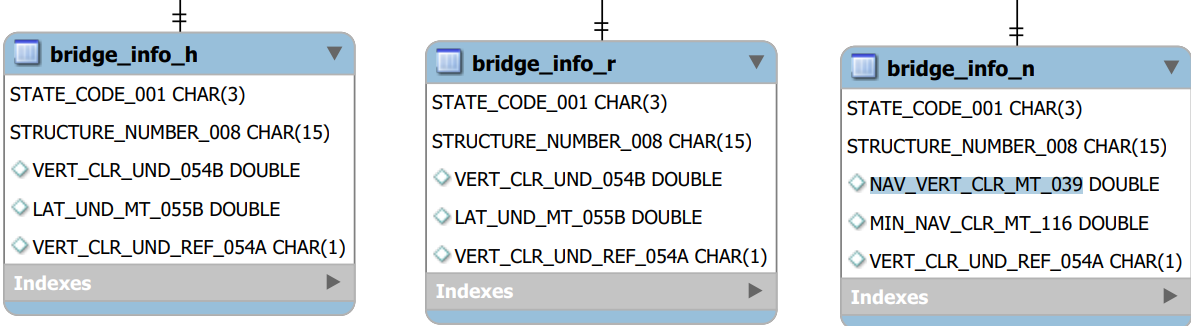 bridge_info_h
STATE_CODE_001 CHAR(3)
STRUCTURE_NUMBER_008 CHAR(15)
VERT_CLR_UND_054B DOUBLE
LAT_UND_MT_055B DOUBLE
VERT_CLR_UND_REF_054A CHAR(1)
Indexes
bridge_info_r
STATE_CODE_001 CHAR(3)
STRUCTURE_NUMBER_008 CHAR(15)
VERT_CLR_UND_054B DOUBLE
LAT_UND_MT_055B DOUBLE
VERT_CLR_UND_REF_054A CHAR(1)
Indexes
bridge_info_n
STATE_CODE_001 CHAR(3)
STRUCTURE_NUMBER_008 CHAR(15)
NAV_VERT_CLR_MT_039 DOUBLE
MIN_NAV_CLR_MT_116 DOUBLE
VERT_CLR_UND_REF_054A CHAR(1)
Indexes